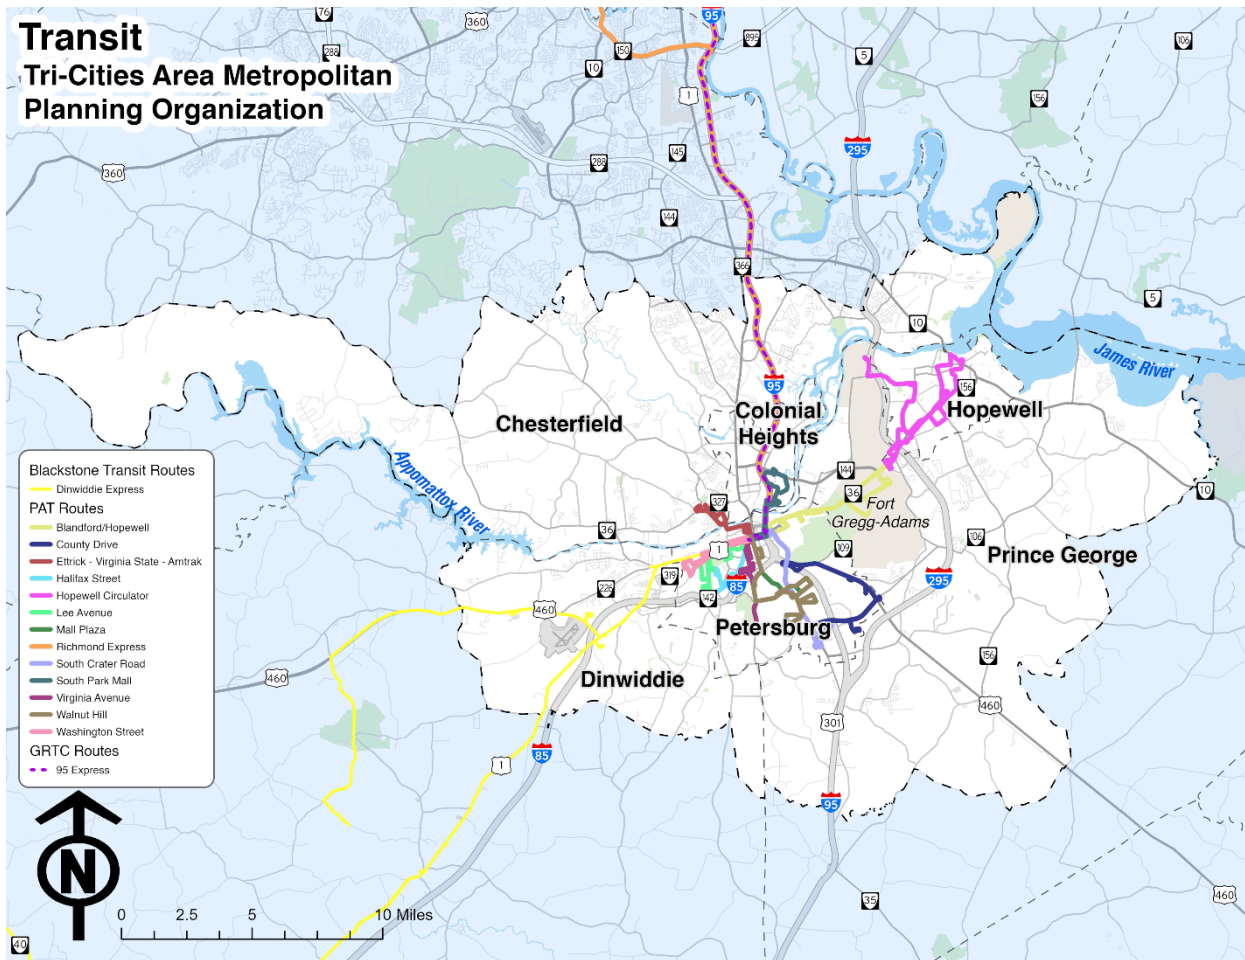 Transit
Tri-Cities Area Metropolitan
Planning Organization
76
360
95
288
150
895
5
106
10
1
156
295
145
288
360
144
366
5
10
James River
95
156
Colonial
Heights
Hopewell
Chesterfield
Appomattox River
144
10
327
36
Fort
Gregg-Adams
36
1
109
106
Prince George
319
85
295
226
142
460
Petersburg
156
460
Dinwiddie
460
301
85
1
95
460
35
40
Blackstone Transit Routes
Dinwiddie Express
PAT Routes
Blandford/Hopewell
County Drive
Ettrick - Virginia State - Amtrak
Halifax Street
Hopewell Circulator
Lee Avenue
Mall Plaza
Richmond Express
South Crater Road
South Park Mall
Virginia Avenue
Walnut Hill
Washington Street
GRTC Routes
95 Express
N
0 2.5 5 10 Miles